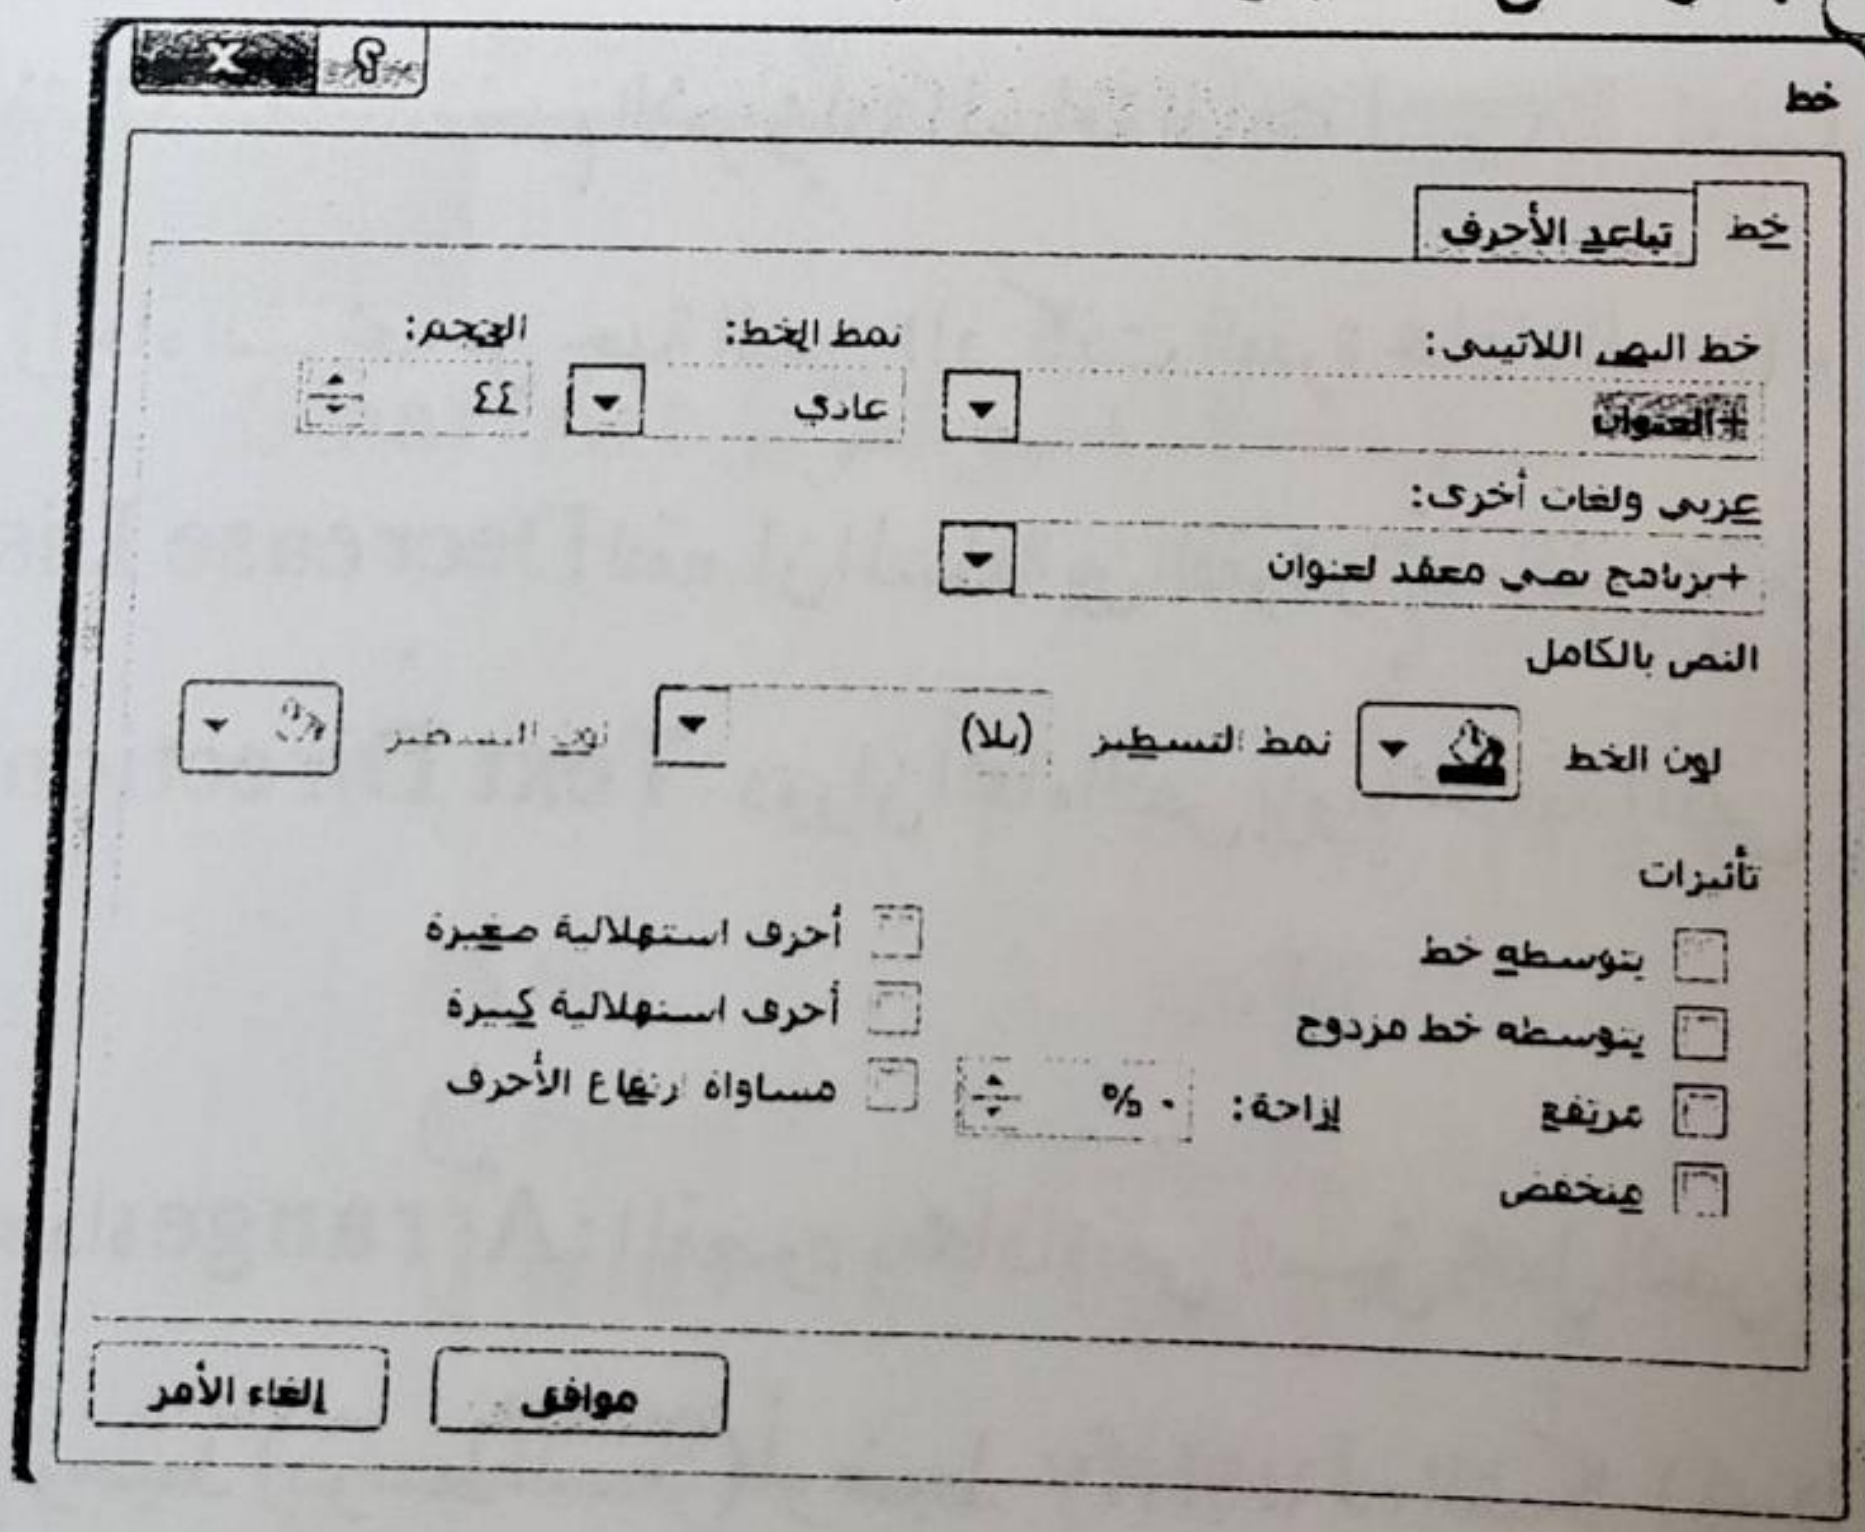 خط
خط تباعد الأحرف
خط النص اللاتيني: نمط الخط: الحجم:
+العنوان عادي ٤٤
عربي ولغات أخرى:
+برنامج نصي معقد لعنوان
النص بالكامل
لون الخط نمط التسطير (بلا) لون التسطير
تأثيرات
يتوسطه خط أحرف استهلالية صغيرة
يتوسطه خط مزدوج أحرف استهلالية كبيرة
مرتفع إزاحة: ٠% مساواة ارتفاع الأحرف
منخفض
موافق إلغاء الأمر